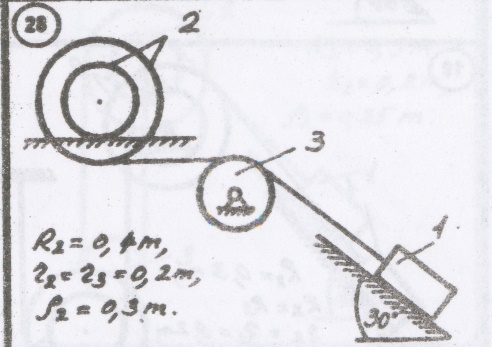 28
2
3
1
R₂ = 0,4 м,
r₂ = r₃ = 0,2 м,
ρ₂ = 0,3 м.
30°